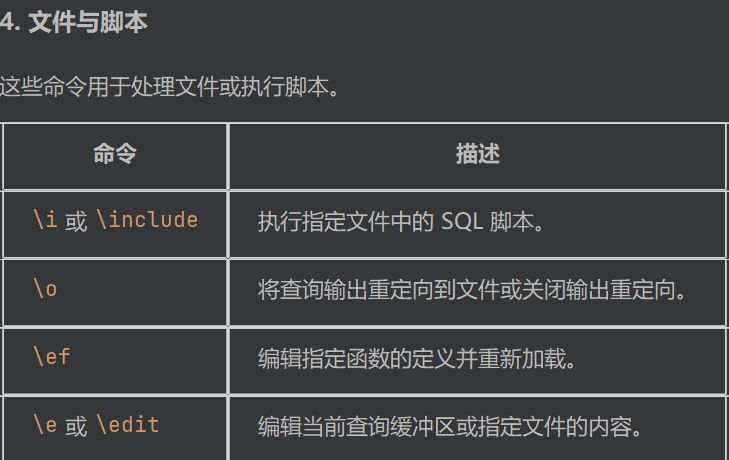 4. 文件与脚本
这些命令用于处理文件或执行脚本。
命令 描述
\i 或 \include 执行指定文件中的 SQL 脚本。
\o 将查询输出重定向到文件或关闭输出重定向。
\ef 编辑指定函数的定义并重新加载。
\e 或 \edit 编辑当前查询缓冲区或指定文件的内容。